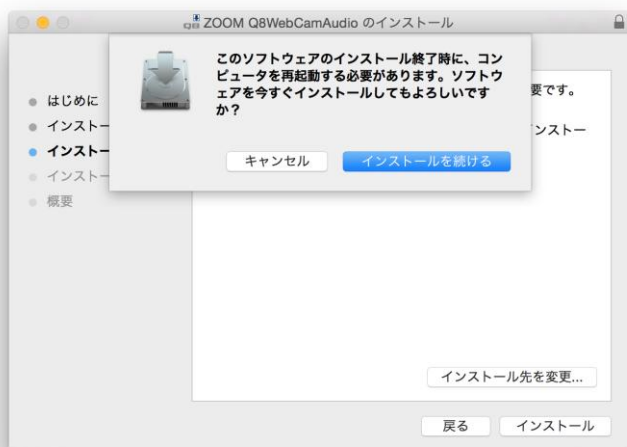 ZOOM Q8WebCamAudio のインストール
このソフトウェアのインストール終了時に、コン
ピュータを再起動する必要があります。ソフトウ
ェアを今すぐインストールしてもよろしいです
か？
キャンセル
インストールを続ける
はじめに
インストー
インストー
インストー
概要
要です。
ンストー
インストール先を変更...
戻る
インストール